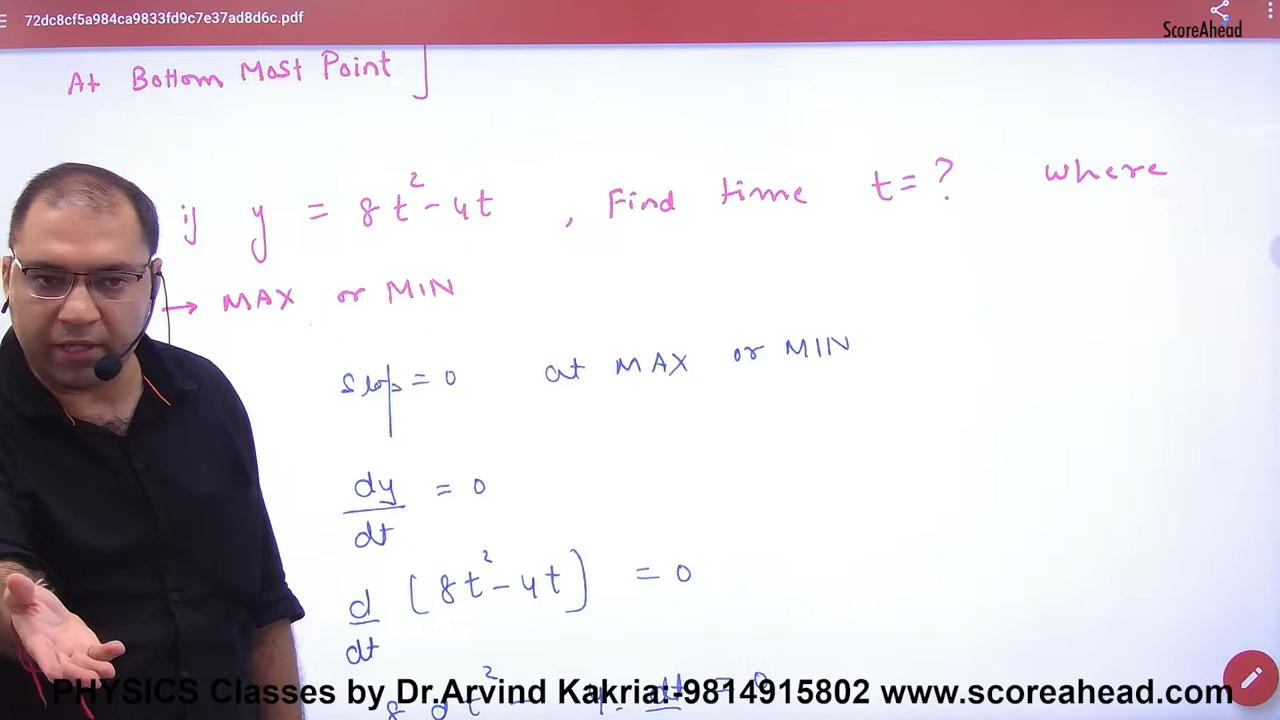 72dc8cf5a984ca9833fd9c7e37ad8d6c.pdf
ScoreAhead
At Bottom Most Point ]
if y = 8t² - 4t , Find time t = ? where
→ MAX or MIN
Slop = 0 at MAX or MIN
dy/dt = 0
d/dt [8t² - 4t] = 0
PHYSICS Classes by Dr.Arvind Kakria:-9814915802 www.scoreahead.com